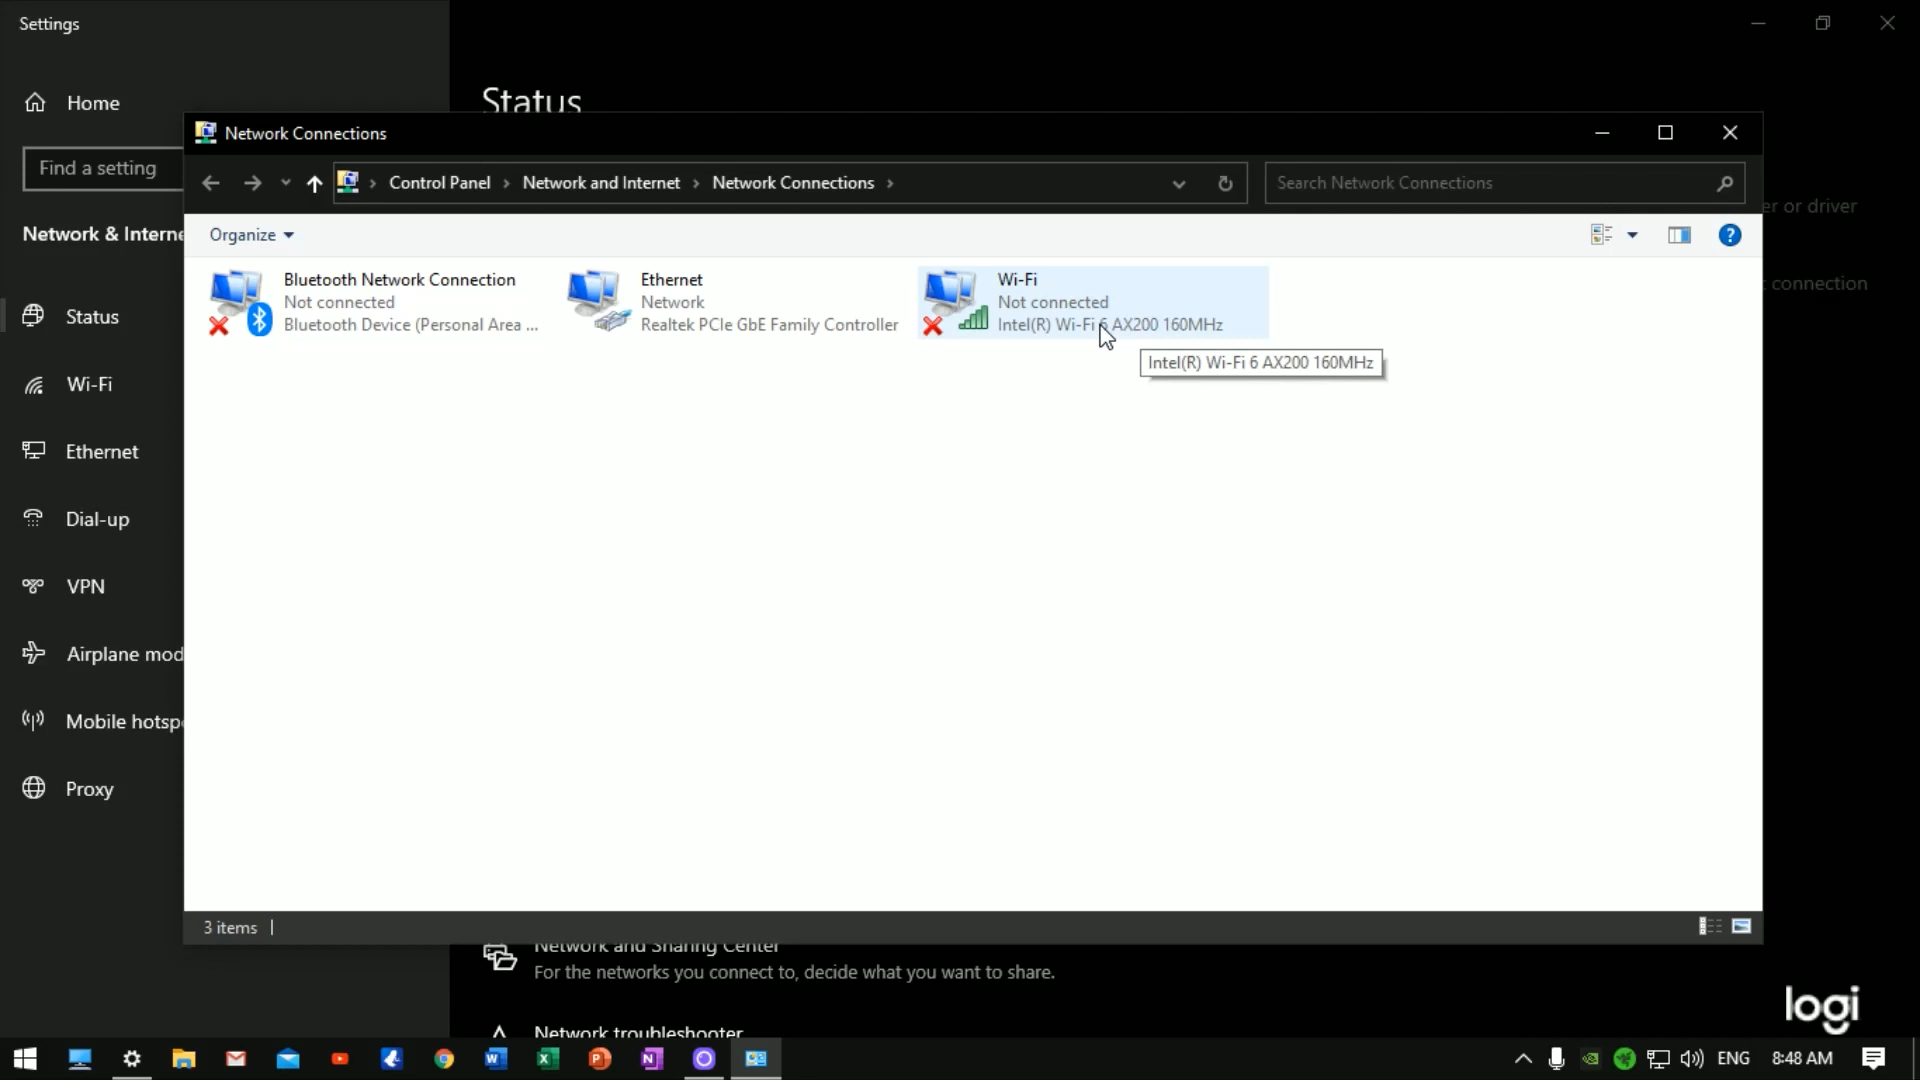 Settings
Home
Find a setting
Network & Interne
Status
Wi-Fi
Ethernet
Dial-up
VPN
Airplane mod
Mobile hotsp
Proxy
Status
er or driver
t connection
Network Connections
Control Panel
Network and Internet
Network Connections
Search Network Connections
Organize
Bluetooth Network Connection
Not connected
Bluetooth Device (Personal Area ...
Ethernet
Network
Realtek PCIe GbE Family Controller
Wi-Fi
Not connected
Intel(R) Wi-Fi 6 AX200 160MHz
Intel(R) Wi-Fi 6 AX200 160MHz
3 items
Network and Sharing Center
For the networks you connect to, decide what you want to share.
Network troubleshooter
logi
ENG
8:48 AM